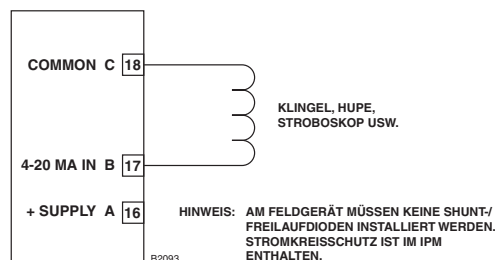 COMMON C 18
KLINGEL, HUPE,
STROBOSKOP USW.
4-20 MA IN B 17
+ SUPPLY A 16
HINWEIS: AM FELDGERÄT MÜSSEN KEINE SHUNT-/
FREILAUFDIODEN INSTALLIERT WERDEN.
STROMKREISSCHUTZ IST IM IPM
ENTHALTEN.
B2093